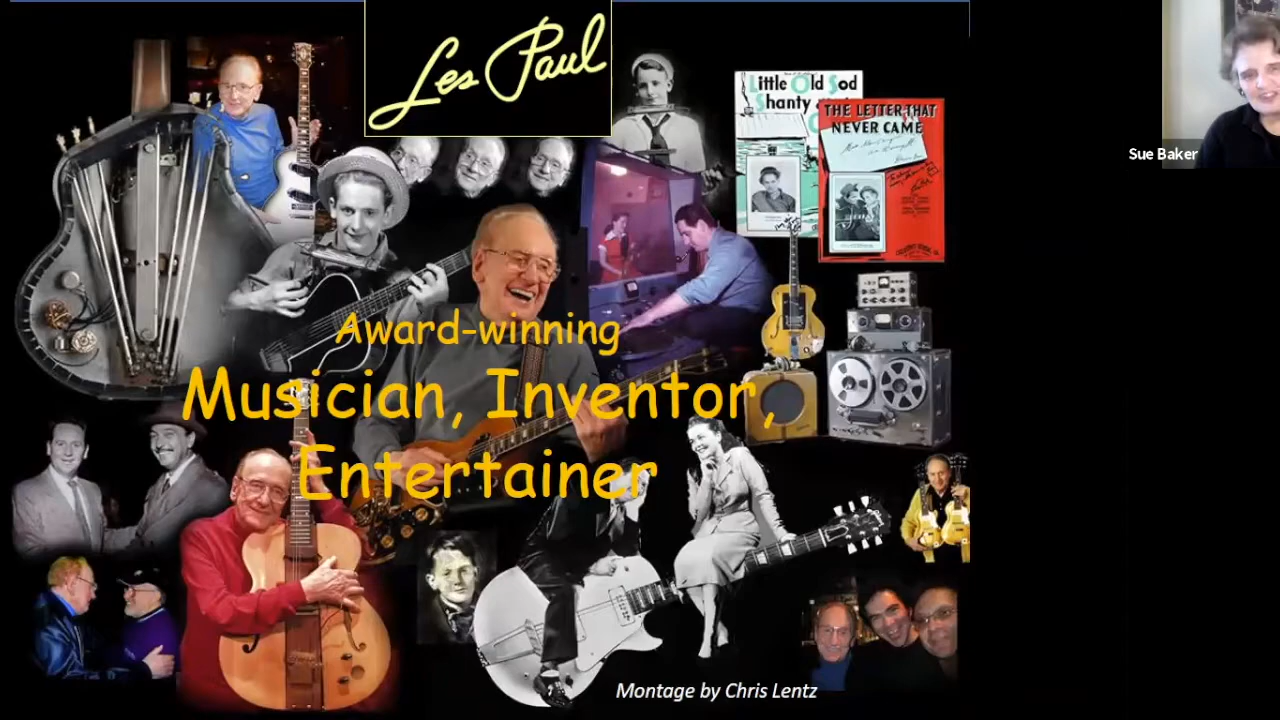 Les Paul
Little Old Sod
Shanty
THE LETTER THAT
NEVER CAME
Sue Baker
Award-winning
Musician, Inventor,
Entertainer
Montage by Chris Lentz